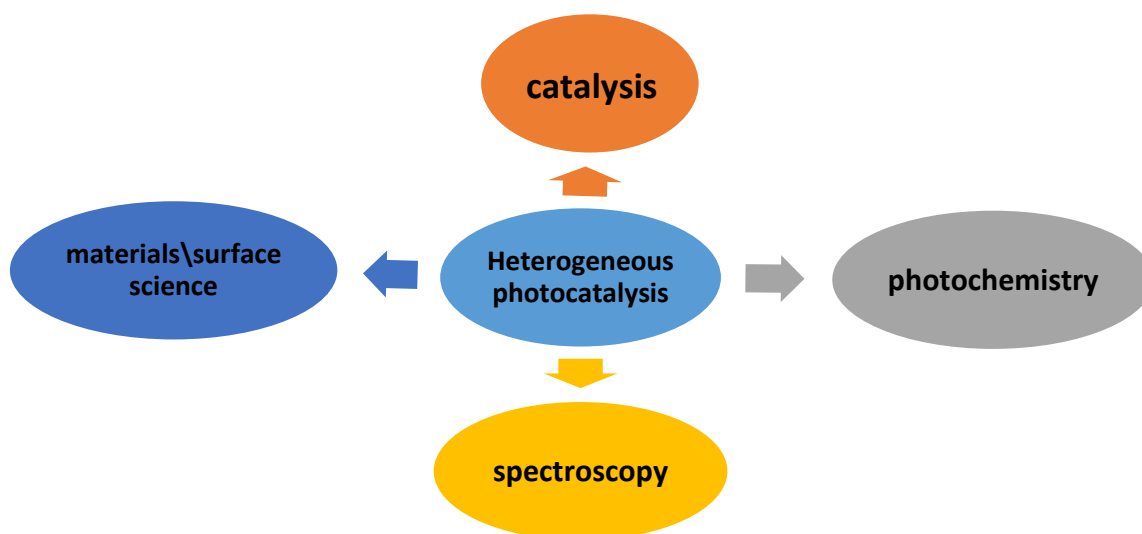 catalysis
materials\surface
science
Heterogeneous
photocatalysis
photochemistry
spectroscopy